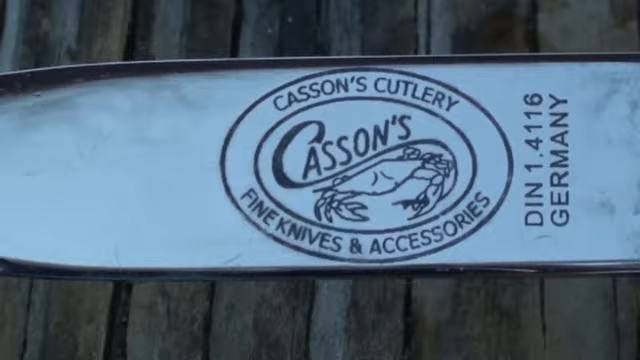 CASSON'S CUTLERY
CASSON'S
FINE KNIVES & ACCESSORIES
DIN 1.4116
GERMANY